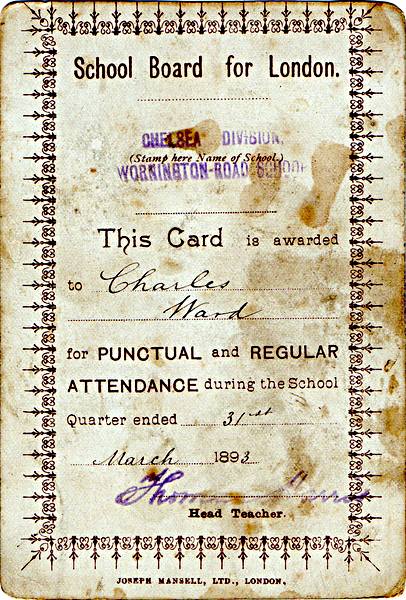 School Board for London.
CHELSEA DIVISION.
(Stamp here Name of School.)
WORNINGTON-ROAD SCHOOL
This Card is awarded
to Charles
Ward
for PUNCTUAL and REGULAR
ATTENDANCE during the School
Quarter ended 31st
March 1893
Head Teacher.
JOSEPH MANSELL, LTD., LONDON.